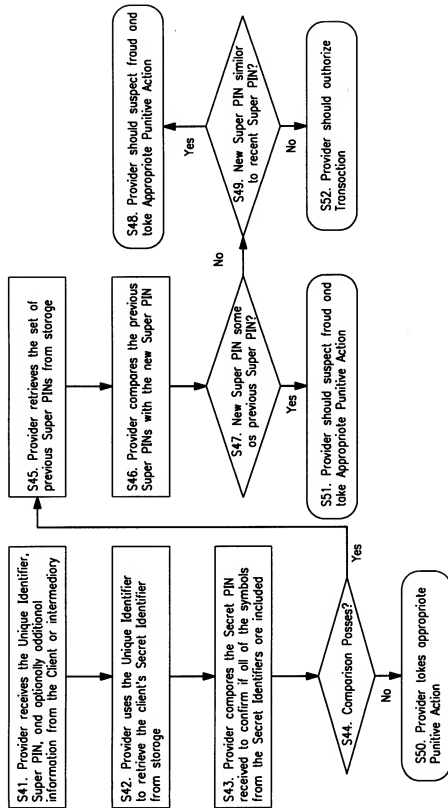 S41. Provider receives the Unique Identifier,
Super PIN, and optionally additional
information from the Client or intermediary
S42. Provider uses the Unique Identifier
to retrieve the client's Secret Identifier
from storage
S43. Provider compares the Secret PIN
received to confirm if all of the symbols
from the Secret Identifiers are included
S44. Comparison Passes?
Yes
No
S50. Provider takes appropriate
Punitive Action
S45. Provider retrieves the set of
previous Super PINs from storage
S46. Provider compares the previous
Super PINs with the new Super PIN
S47. New Super PIN same
as previous Super PIN?
No
Yes
S51. Provider should suspect fraud and
take Appropriate Punitive Action
S48. Provider should suspect fraud and
take Appropriate Punitive Action
Yes
S49. New Super PIN similar
to recent Super PIN?
No
S52. Provider should authorize
Transaction